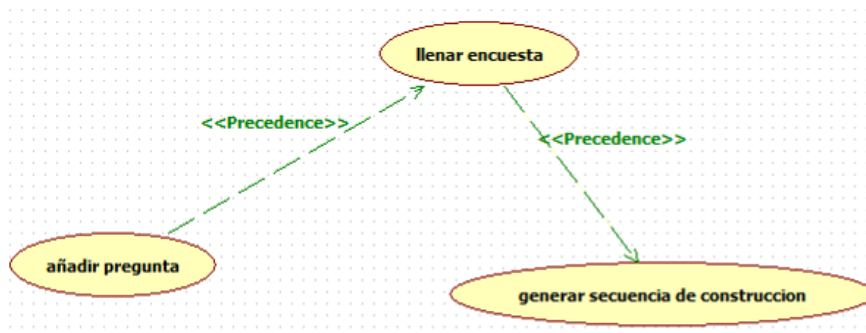 llenar encuesta
<<Precedence>>
<<Precedence>>
añadir pregunta
generar secuencia de construccion